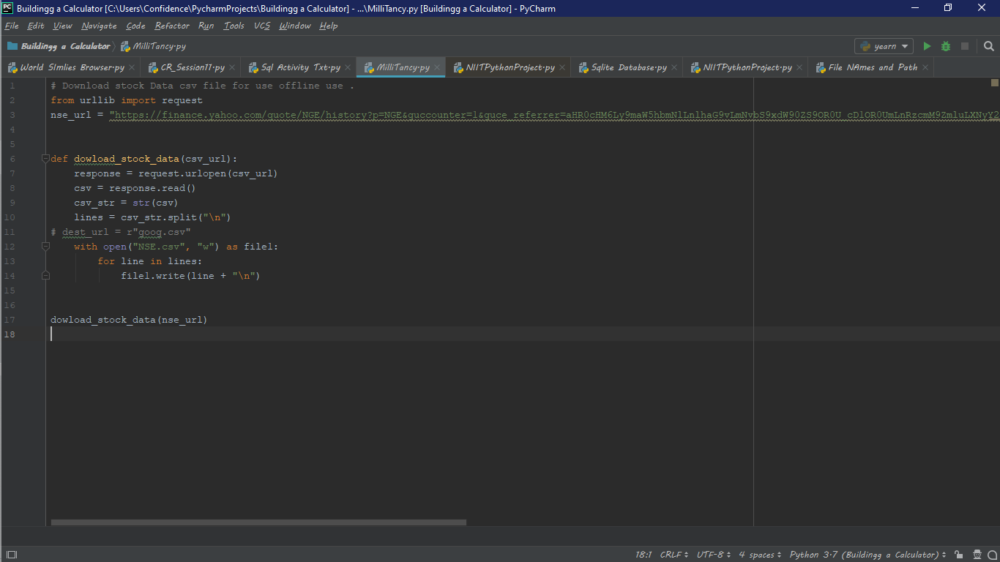 PC Buildingg a Calculator [C:\Users\Confidence\PycharmProjects\Buildingg a Calculator] - ...\MilliTancy.py [Buildingg a Calculator] - PyCharm
File Edit View Navigate Code Refactor Run Tools VCS Window Help
Buildingg a Calculator MilliTancy.py yearn
World SImlies Browser.py CR_Session11.py Sql Activity Txt.py MilliTancy.py NIITPythonProject.py Sqlite Database.py NIITPythonProject.py File NAmes and Path
1 # Download stock Data csv file for use offline use .
2 from urllib import request
3 nse_url = "https://finance.yahoo.com/quote/NGE/history?p=NGE&guccounter=1&guce_referrer=
4
5
6 def dowload_stock_data(csv_url):
7 response = request.urlopen(csv_url)
8 csv = response.read()
9 csv_str = str(csv)
10 lines = csv_str.split("\n")
11 # dest_url = r"goog.csv"
12 with open("NSE.csv", "w") as file1:
13 for line in lines:
14 file1.write(line + "\n")
15
16
17 dowload_stock_data(nse_url)
18
18:1 CRLF UTF-8 4 spaces Python 3.7 (Buildingg a Calculator)